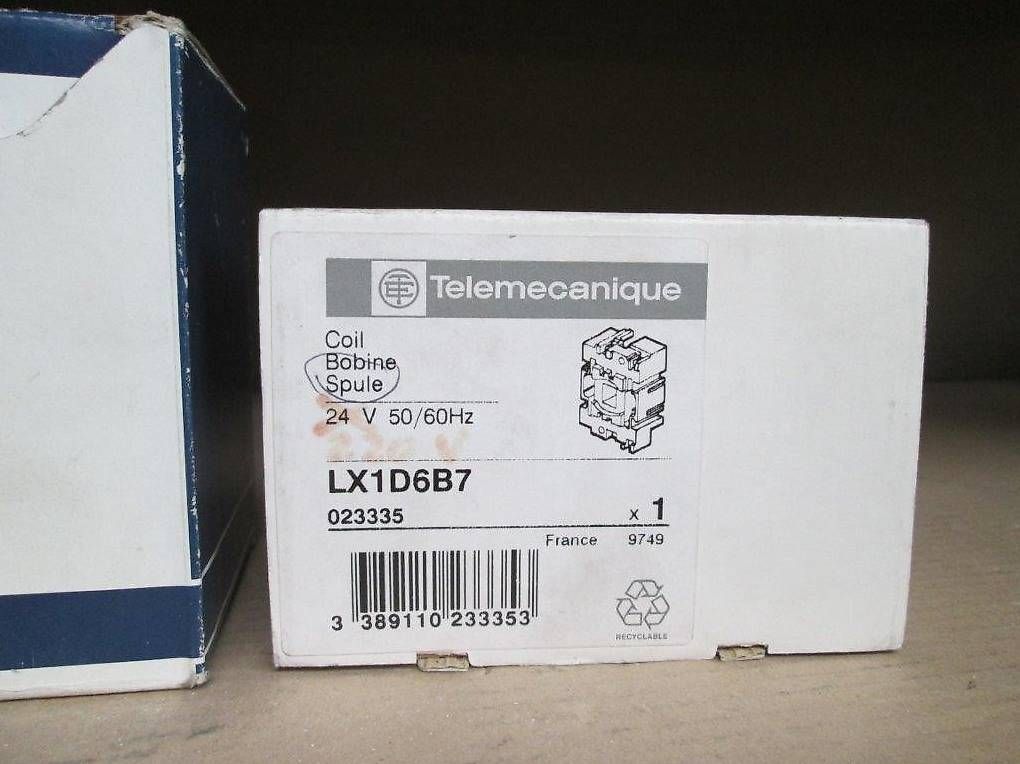 Telemecanique
Coil
Bobine
Spule
24 V 50/60Hz
LX1D6B7
023335
x 1
France 9749
3 389110 233353
RECYCLABLE